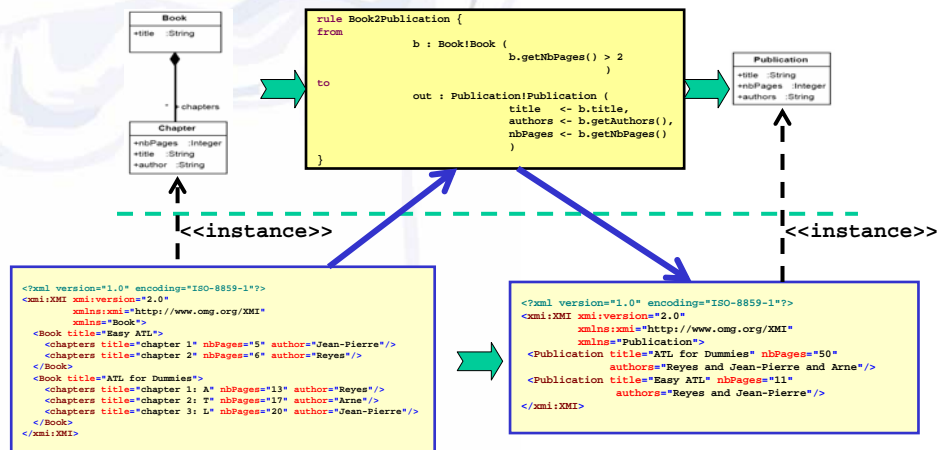 Book
+title :String
* chapters
Chapter
+nbPages :Integer
+title :String
+author :String
rule Book2Publication {
from
b : Book!Book (
b.getNbPages() > 2
)
to
out : Publication!Publication (
title <- b.title,
authors <- b.getAuthors(),
nbPages <- b.getNbPages()
)
}
Publication
+title :String
+nbPages :Integer
+authors :String
<<instance>>
<<instance>>
<?xml version="1.0" encoding="ISO-8859-1"?>
<xmi:XMI xmi:version="2.0"
xmlns:xmi="http://www.omg.org/XMI"
xmlns="Book">
<Book title="Easy ATL">
<chapters title="chapter 1" nbPages="5" author="Jean-Pierre"/>
<chapters title="chapter 2" nbPages="6" author="Reyes"/>
</Book>
<Book title="ATL for Dummies">
<chapters title="chapter 1: A" nbPages="13" author="Reyes"/>
<chapters title="chapter 2: T" nbPages="17" author="Arne"/>
<chapters title="chapter 3: L" nbPages="20" author="Jean-Pierre"/>
</Book>
</xmi:XMI>
<?xml version="1.0" encoding="ISO-8859-1"?>
<xmi:XMI xmi:version="2.0"
xmlns:xmi="http://www.omg.org/XMI"
xmlns="Publication">
<Publication title="ATL for Dummies" nbPages="50"
authors="Reyes and Jean-Pierre and Arne"/>
<Publication title="Easy ATL" nbPages="11"
authors="Reyes and Jean-Pierre"/>
</xmi:XMI>